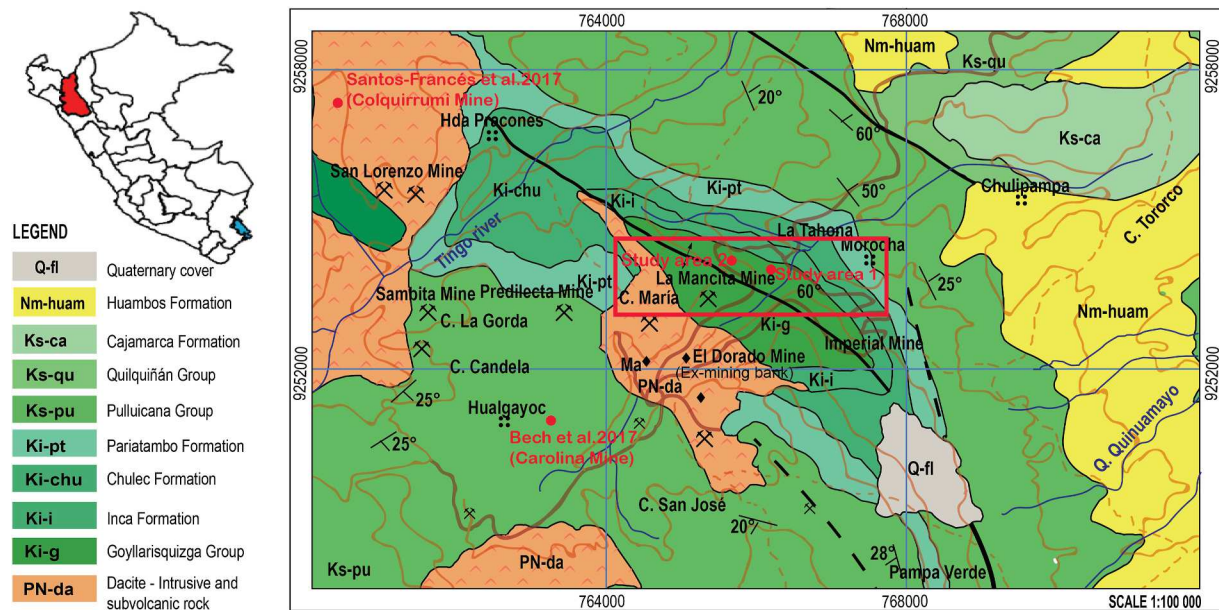 LEGEND
Q-fl Quaternary cover
Nm-huam Huambos Formation
Ks-ca Cajamarca Formation
Ks-qu Quilquiñán Group
Ks-pu Pulluicana Group
Ki-pt Pariatambo Formation
Ki-chu Chulec Formation
Ki-i Inca Formation
Ki-g Goyllarisquizga Group
PN-da Dacite - Intrusive and
subvolcanic rock
764000
768000
9258000
9258000
Nm-huam
Ks-qu
Santos-Francés et al.2017
(Colquirrumi Mine)
20°
Hda Pracones
60°
Ks-ca
San Lorenzo Mine
Ki-chu
Ki-pt
50°
Chulipampa
Ki-i
C. Tororco
Tingo river
La Tahona
Morocha
Study area 2
Study area 1
Ki-pt
La Mancita Mine
60°
25°
Sambita Mine
Predilecta Mine
C. María
Nm-huam
C. La Gorda
Ki-g
Imperial Mine
Ma
El Dorado Mine
(Ex-mining bank)
C. Candela
PN-da
Ki-i
9252000
9252000
25°
Hualgayoc
25°
Bech et al.2017
(Carolina Mine)
Q. Quinuamayo
Q-fl
C. San José
20°
PN-da
28°
Ks-pu
Pampa Verde
764000
768000
SCALE 1:100 000